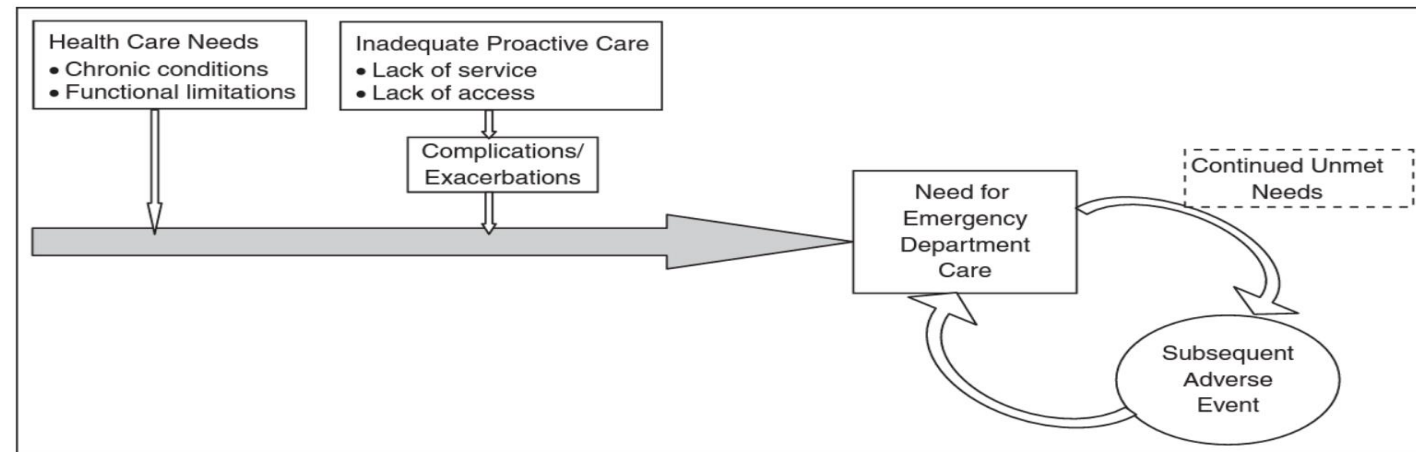 Health Care Needs
• Chronic conditions
• Functional limitations
Inadequate Proactive Care
• Lack of service
• Lack of access
Complications/
Exacerbations
Need for
Emergency
Department
Care
Continued Unmet
Needs
Subsequent
Adverse
Event